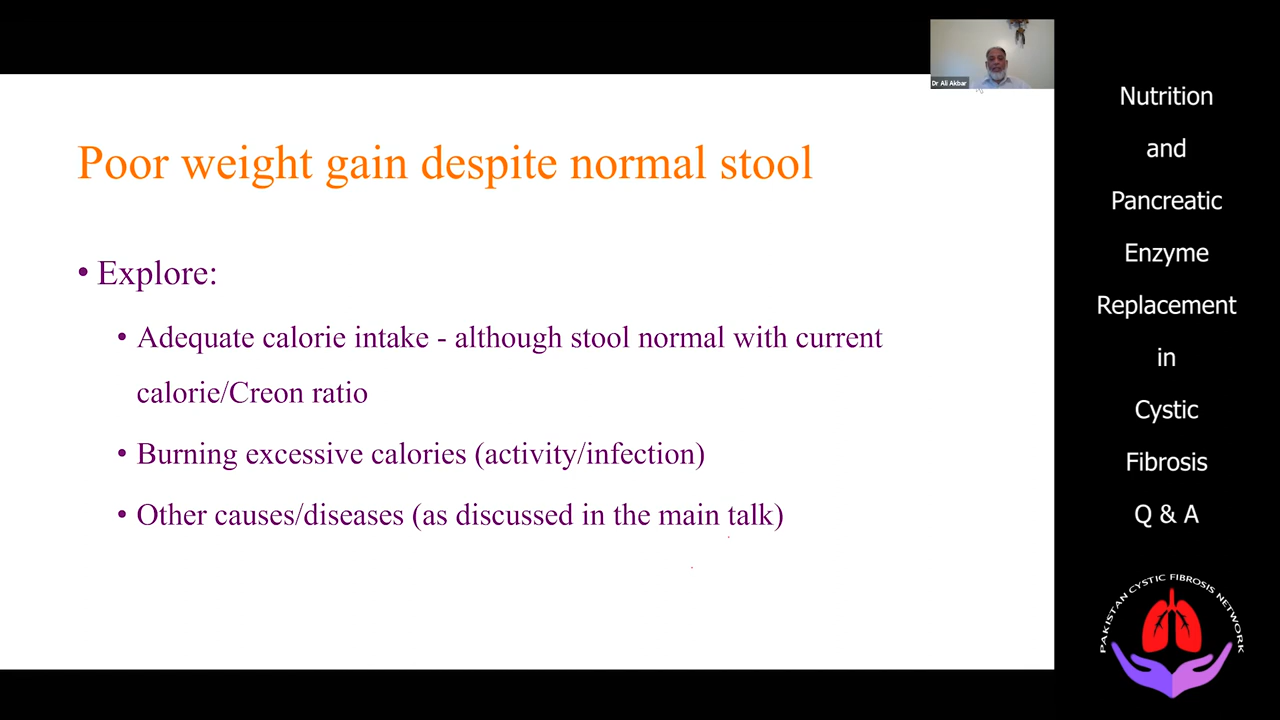 Poor weight gain despite normal stool
• Explore:
• Adequate calorie intake - although stool normal with current
calorie/Creon ratio
• Burning excessive calories (activity/infection)
• Other causes/diseases (as discussed in the main talk)
Dr Ali Akbar
Nutrition
and
Pancreatic
Enzyme
Replacement
in
Cystic
Fibrosis
Q & A
PAKISTAN CYSTIC FIBROSIS NETWORK